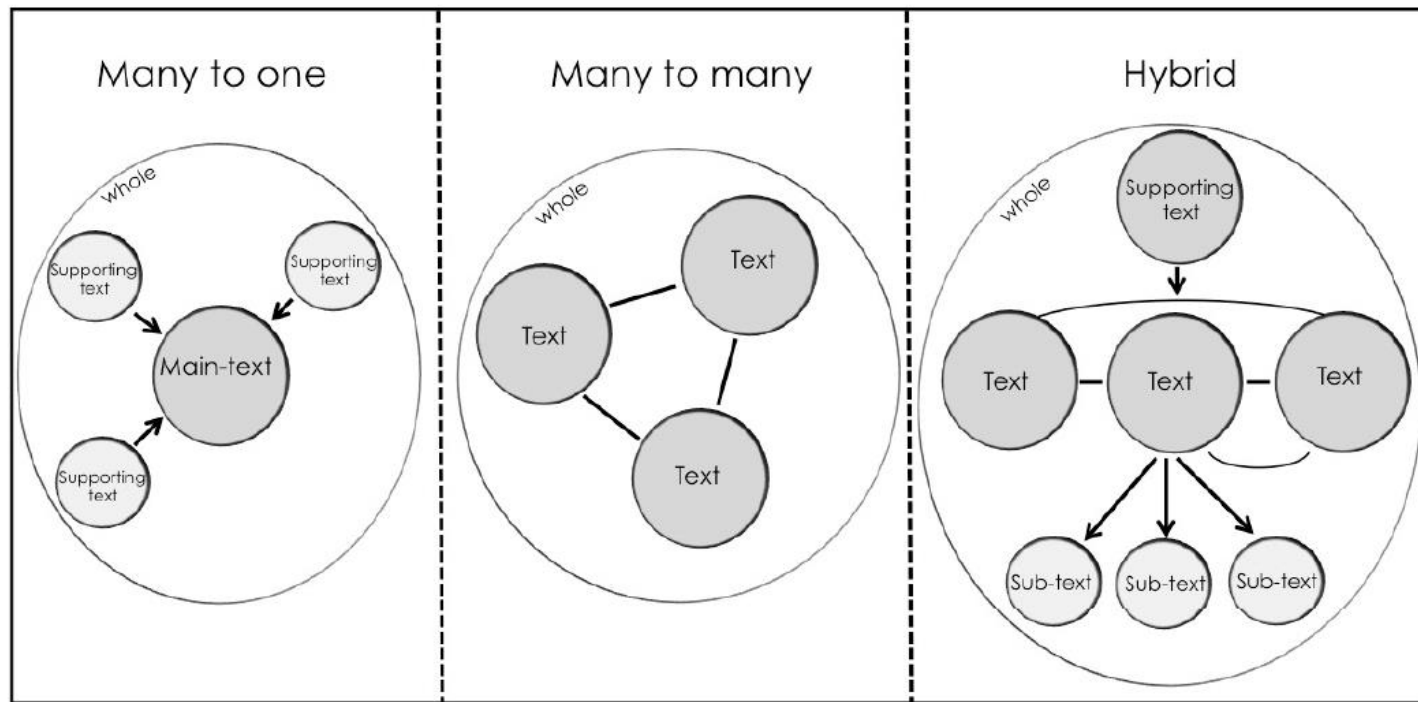 Many to one
whole
Supporting
text
Supporting
text
Main-text
Supporting
text
Many to many
whole
Text
Text
Text
Hybrid
whole
Supporting
text
Text
Text
Text
Sub-text
Sub-text
Sub-text